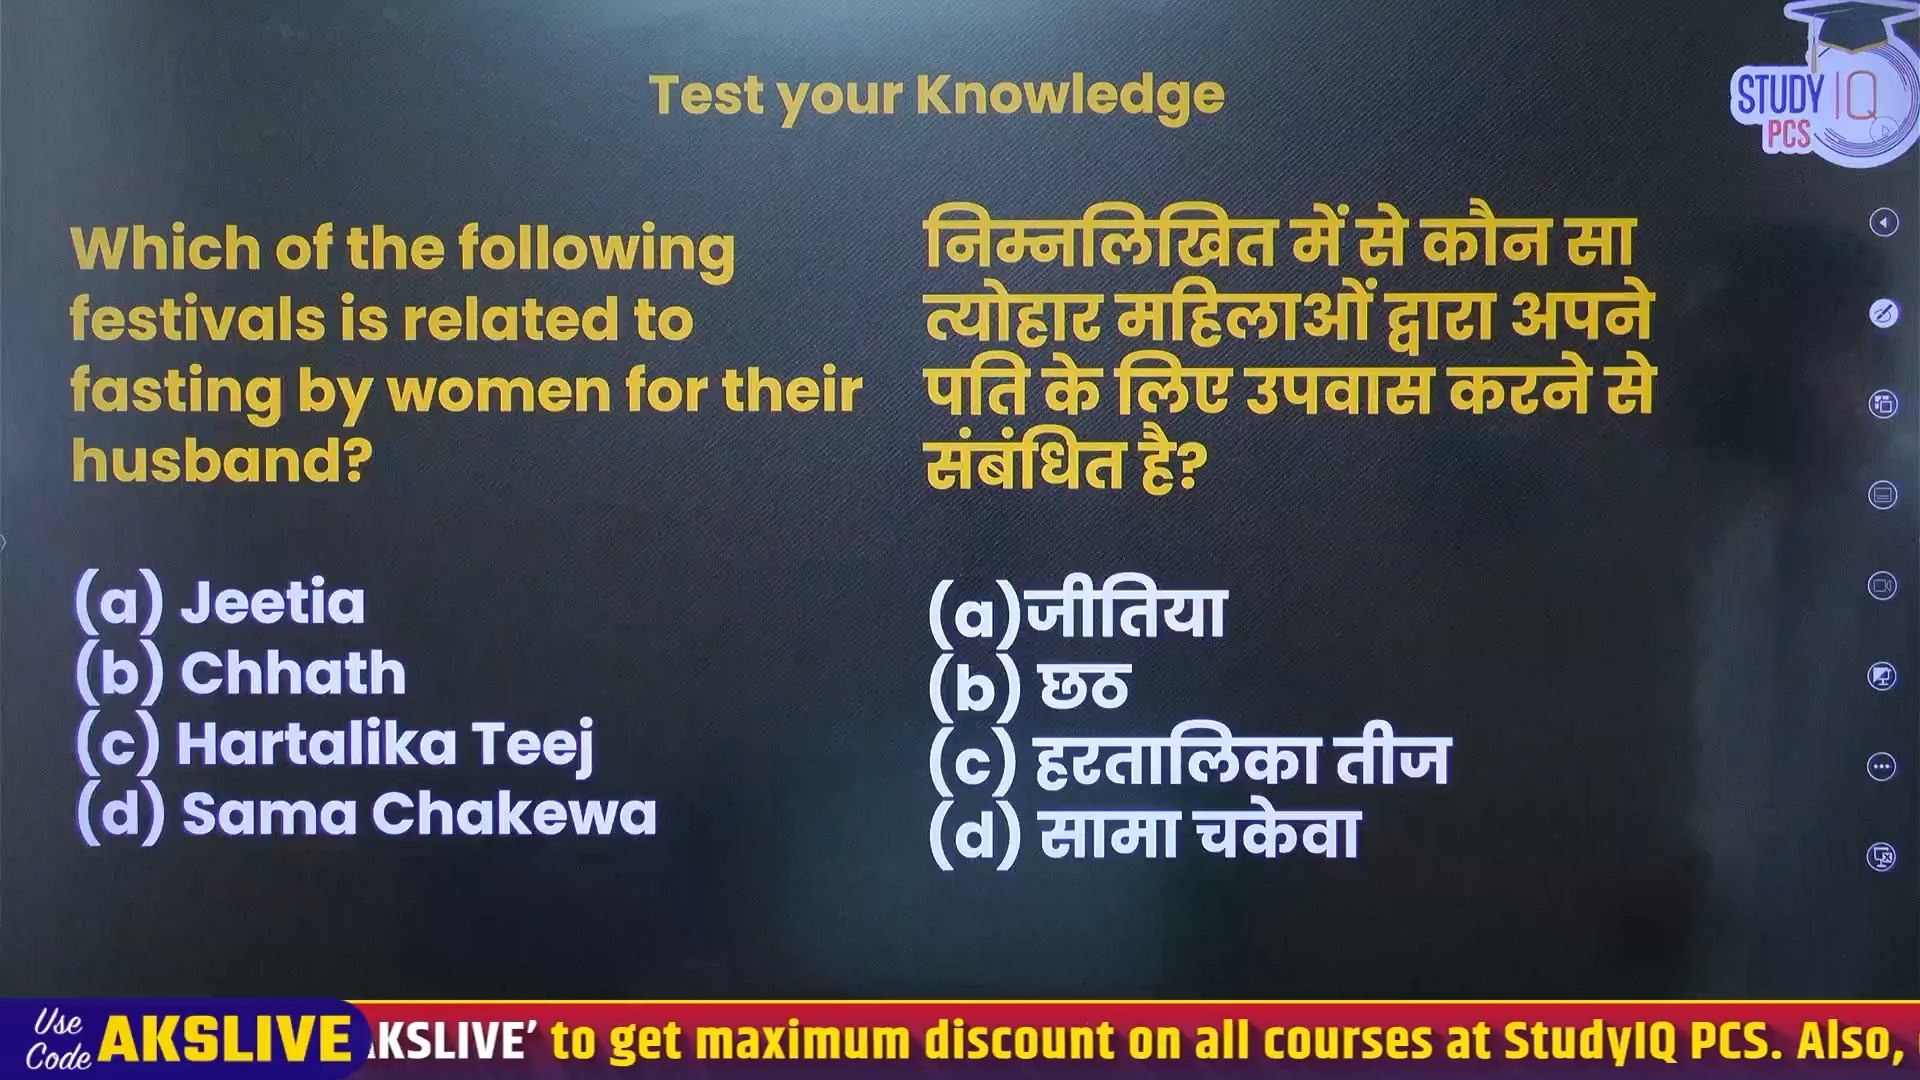 Test your Knowledge
STUDY IQ
PCS
Which of the following
festivals is related to
fasting by women for their
husband?
(a) Jeetia
(b) Chhath
(c) Hartalika Teej
(d) Sama Chakewa
निम्नलिखित में से कौन सा
त्योहार महिलाओं द्वारा अपने
पति के लिए उपवास करने से
संबंधित है?
(a)जीतिया
(b) छठ
(c) हरतालिका तीज
(d) सामा चकेवा
Use Code AKSLIVE
KSLIVE’ to get maximum discount on all courses at StudyIQ PCS. Also,